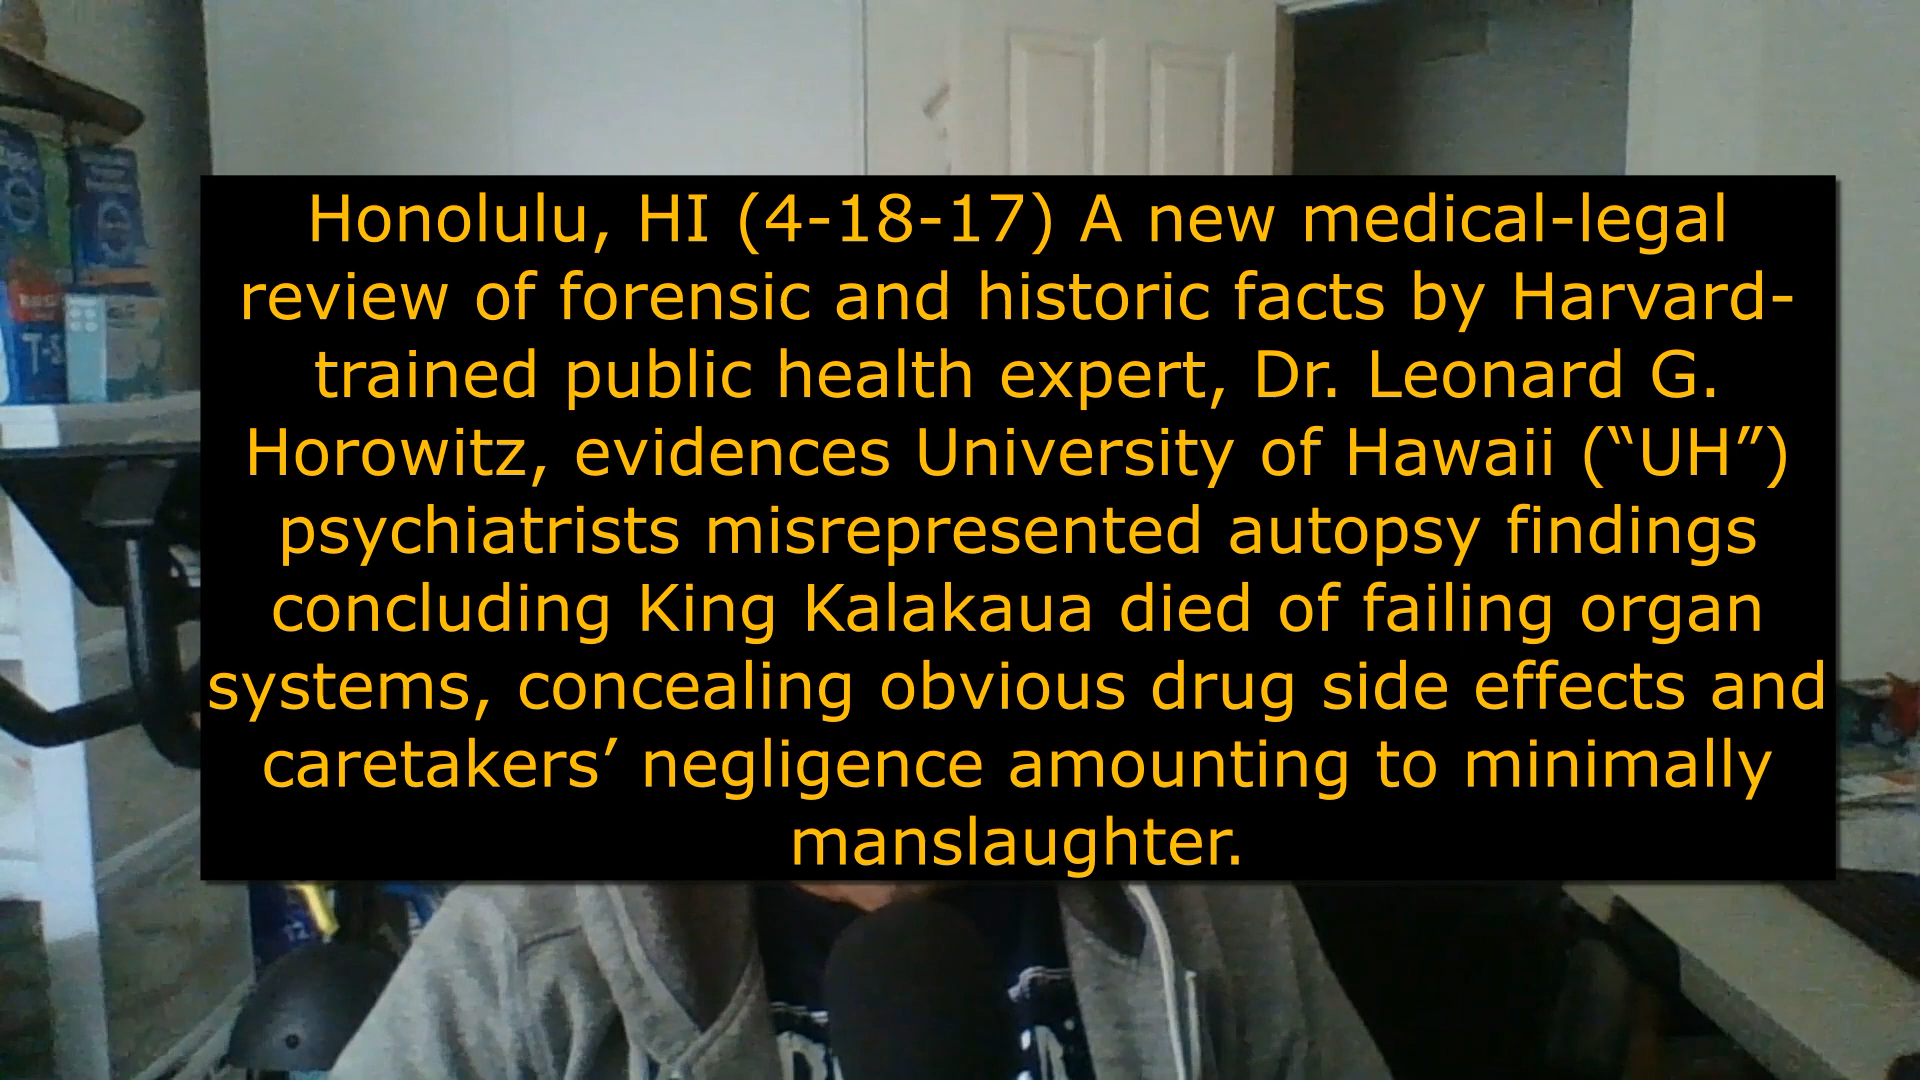 Honolulu, HI (4-18-17) A new medical-legal
review of forensic and historic facts by Harvard-
trained public health expert, Dr. Leonard G.
Horowitz, evidences University of Hawaii (“UH”)
psychiatrists misrepresented autopsy findings
concluding King Kalakaua died of failing organ
systems, concealing obvious drug side effects and
caretakers’ negligence amounting to minimally
manslaughter.